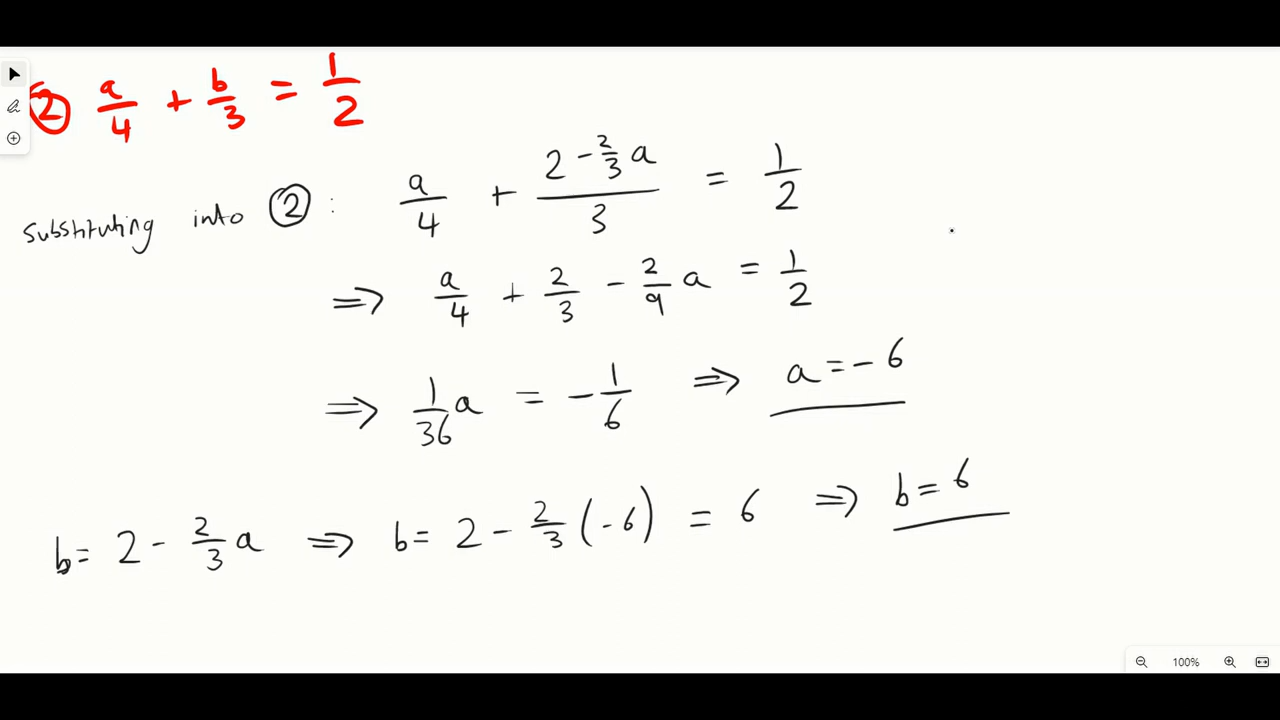 ② a/4 + b/3 = 1/2
substituting into ② : a/4 + (2 - 2/3 a)/3 = 1/2
⇒ a/4 + 2/3 - 2/9 a = 1/2
⇒ 1/36 a = - 1/6 ⇒ a = - 6
b = 2 - 2/3 a ⇒ b = 2 - 2/3 (-6) = 6 ⇒ b = 6
100%